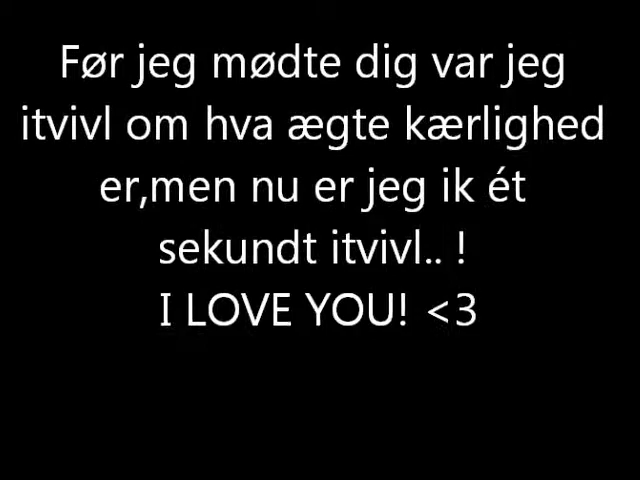 Før jeg mødte dig var jeg
itvivl om hva ægte kærlighed
er,men nu er jeg ik ét
sekundt itvivl.. !
I LOVE YOU! <3